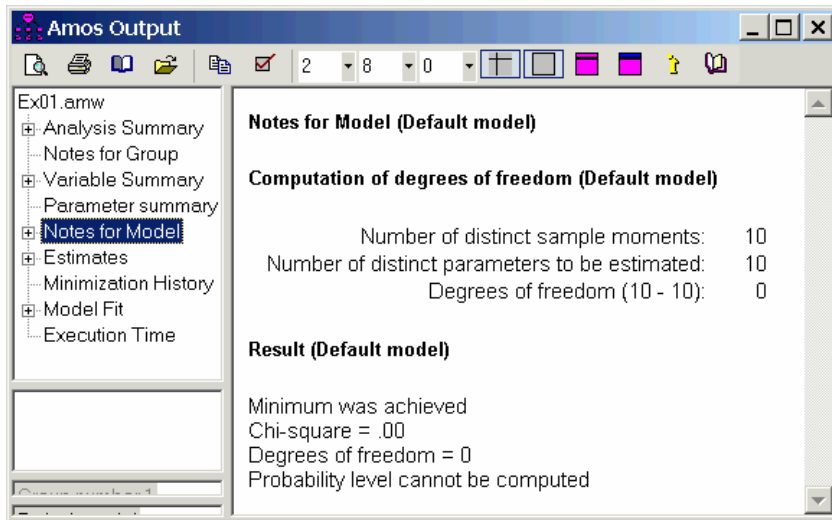 Amos Output
2 8 0
Ex01.amw
Analysis Summary
Notes for Group
Variable Summary
Parameter summary
Notes for Model
Estimates
Minimization History
Model Fit
Execution Time
Notes for Model (Default model)
Computation of degrees of freedom (Default model)
Number of distinct sample moments: 10
Number of distinct parameters to be estimated: 10
Degrees of freedom (10 - 10): 0
Result (Default model)
Minimum was achieved
Chi-square = .00
Degrees of freedom = 0
Probability level cannot be computed